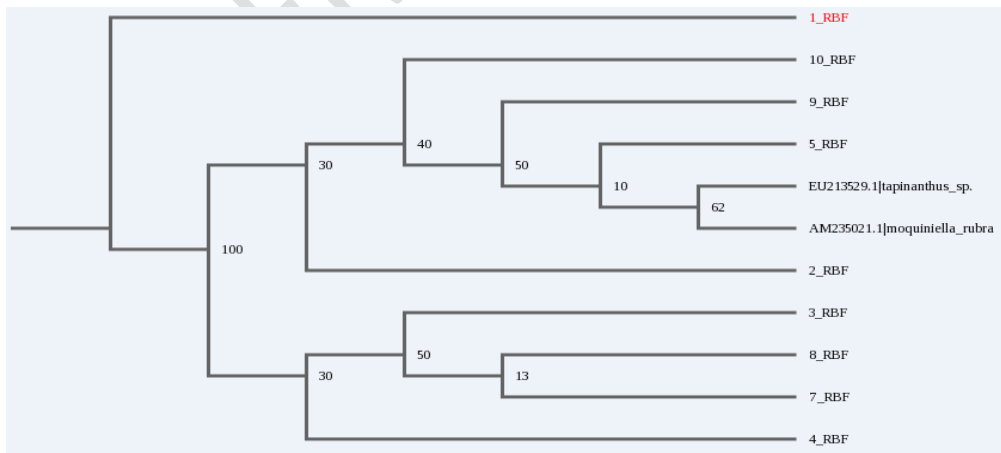 1_RBF
10_RBF
9_RBF
40
5_RBF
30
50
10
EU213529.1|tapinanthus_sp.
62
AM235021.1|moquiniella_rubra
100
2_RBF
3_RBF
50
8_RBF
30
13
7_RBF
4_RBF